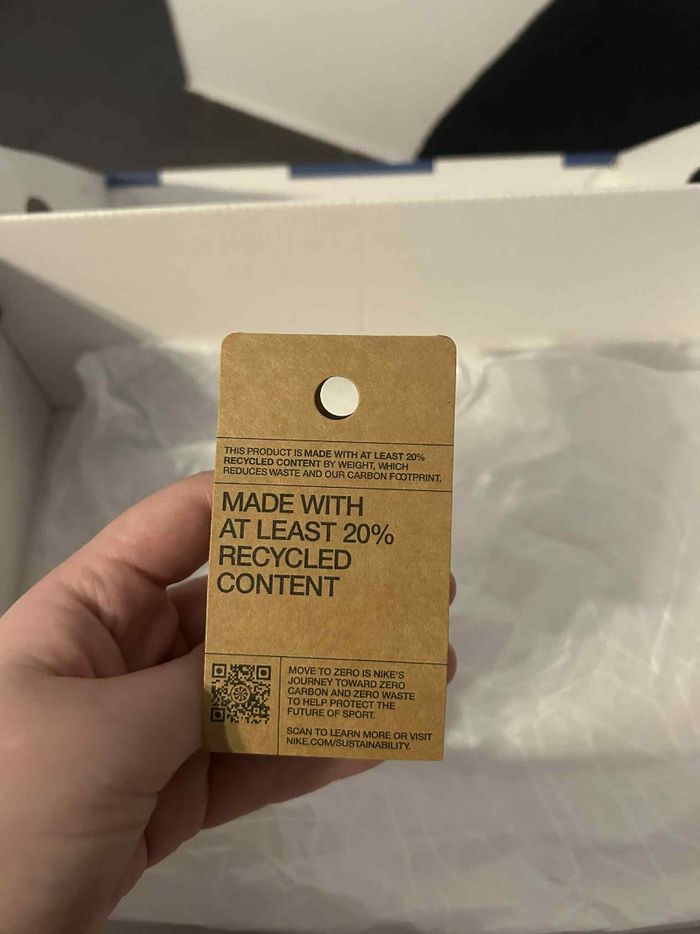 THIS PRODUCT IS MADE WITH AT LEAST 20%
RECYCLED CONTENT BY WEIGHT, WHICH
REDUCES WASTE AND OUR CARBON FOOTPRINT.
MADE WITH
AT LEAST 20%
RECYCLED
CONTENT
MOVE TO ZERO IS NIKE'S
JOURNEY TOWARD ZERO
CARBON AND ZERO WASTE
TO HELP PROTECT THE
FUTURE OF SPORT.
SCAN TO LEARN MORE OR VISIT
NIKE.COM/SUSTAINABILITY.